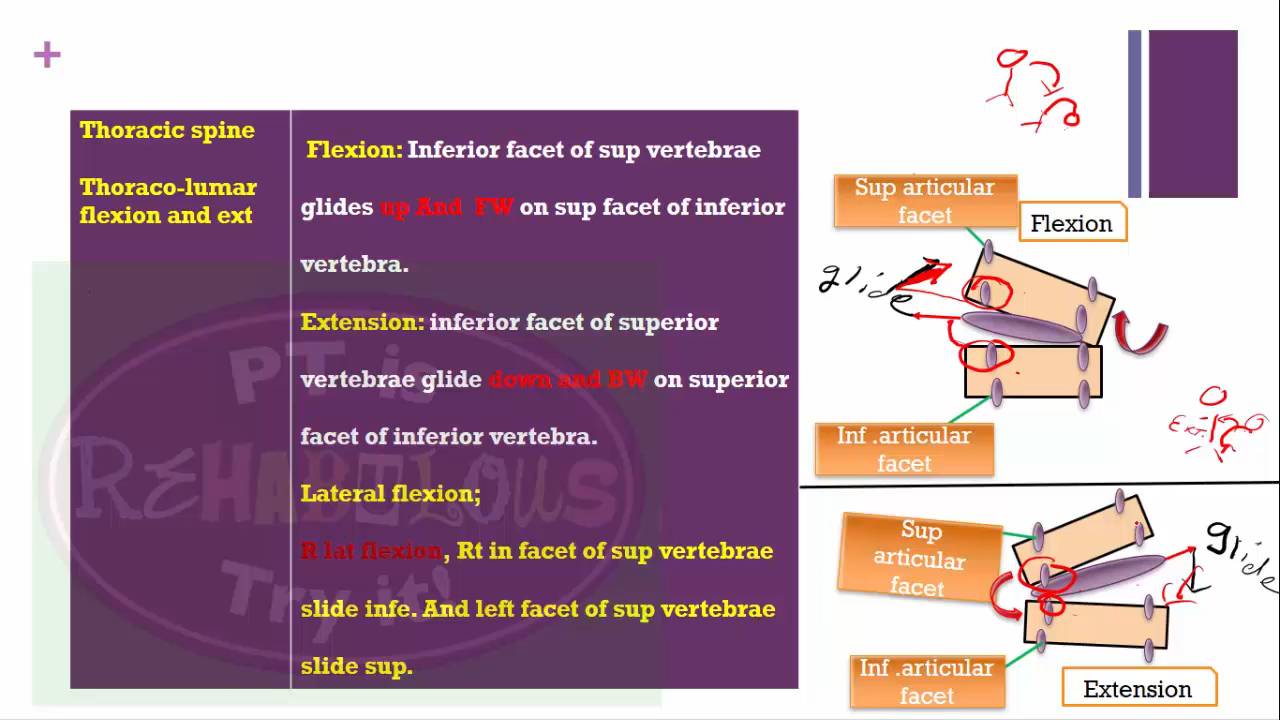 +
Thoracic spine
Thoraco-lumar
flexion and ext
Flexion: Inferior facet of sup vertebrae
glides up And FW on sup facet of inferior
vertebra.
Extension: inferior facet of superior
vertebrae glide down and BW on superior
facet of inferior vertebra.
Lateral flexion;
R lat flexion, Rt in facet of sup vertebrae
slide infe. And left facet of sup vertebrae
slide sup.
PT is
REHABILOUS
Try it!
Sup articular
facet
Flexion
glide
Inf .articular
facet
Ext.
Sup
articular
facet
glide
Inf .articular
facet
Extension